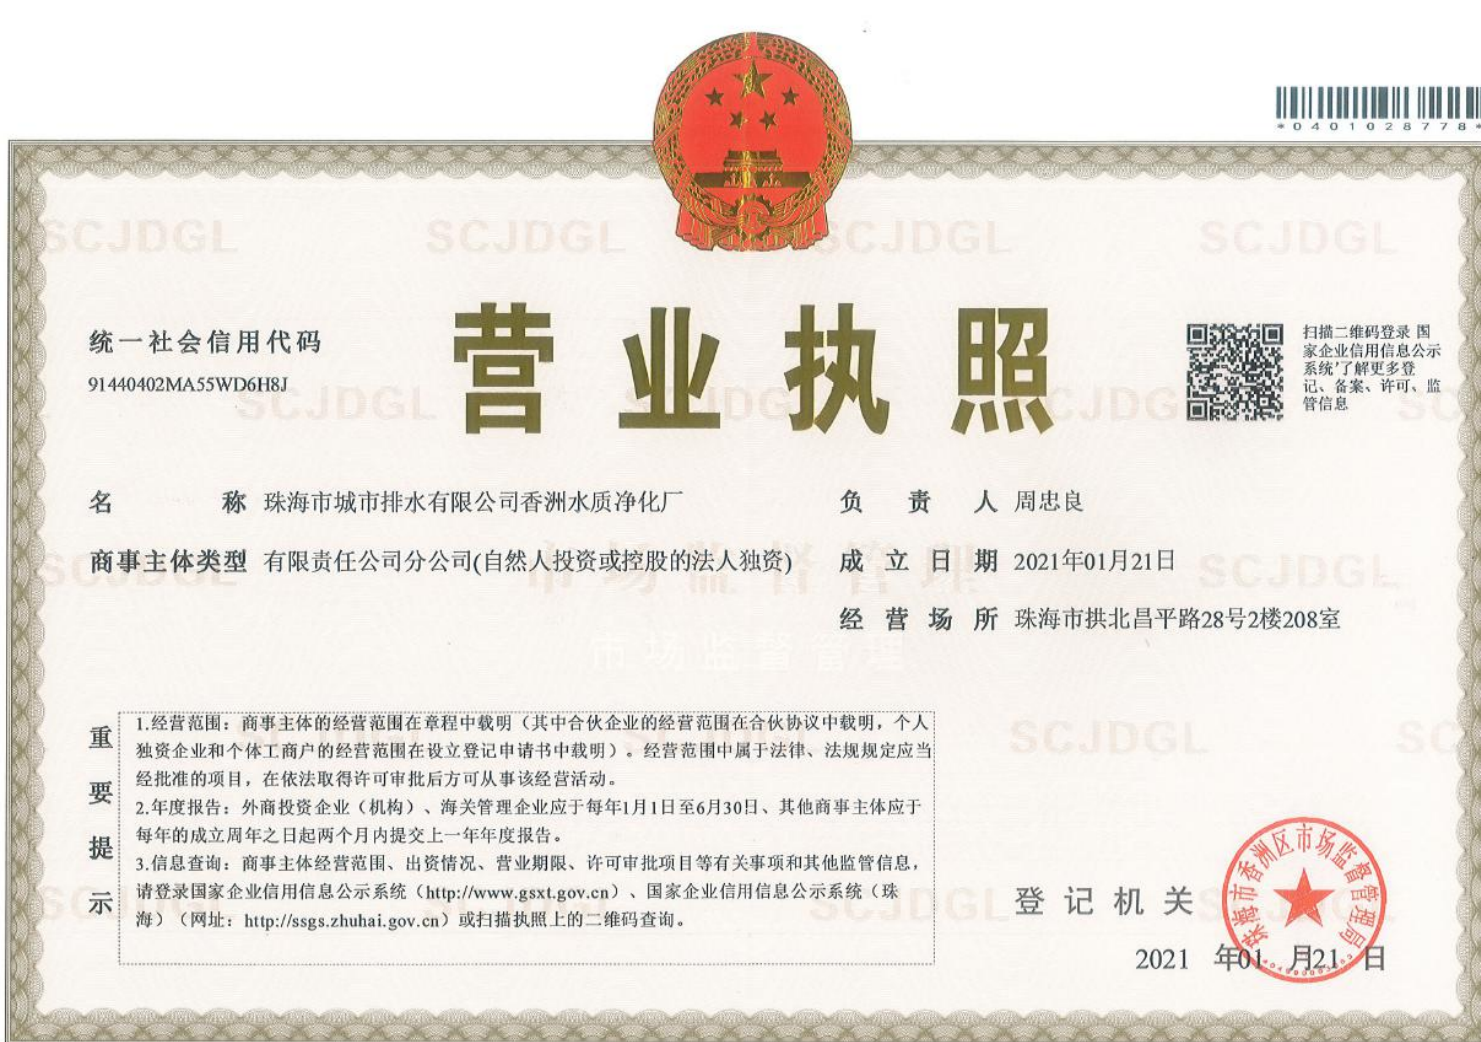 *0401028778*
营业执照
统一社会信用代码
91440402MA55WD6H8J
扫描二维码登录 国
家企业信用信息公示
系统'了解更多登
记、备案、许可、监
管信息
名称 珠海市城市排水有限公司香洲水质净化厂
商事主体类型 有限责任公司分公司(自然人投资或控股的法人独资)
负责人 周忠良
成立日期 2021年01月21日
经营场所 珠海市拱北昌平路28号2楼208室
市场监督管理
市场监督管理
重要提示
1.经营范围：商事主体的经营范围在章程中载明（其中合伙企业的经营范围在合伙协议中载明，个人
独资企业和个体工商户的经营范围在设立登记申请书中载明）。经营范围中属于法律、法规规定应当
经批准的项目，在依法取得许可审批后方可从事该经营活动。
2.年度报告：外商投资企业（机构）、海关管理企业应于每年1月1日至6月30日、其他商事主体应于
每年的成立周年之日起两个月内提交上一年年度报告。
3.信息查询：商事主体经营范围、出资情况、营业期限、许可审批项目等有关事项和其他监管信息，
请登录国家企业信用信息公示系统（http://www.gsxt.gov.cn）、国家企业信用信息公示系统（珠
海）（网址：http://ssgs.zhuhai.gov.cn）或扫描执照上的二维码查询。
登记机关
珠海市香洲区市场监督管理局
2021 年01 月21 日
SCJDGL